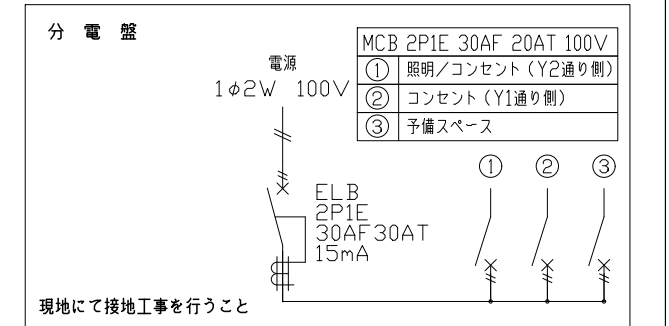 分 電 盤
MCB 2P1E 30AF 20AT 100V
① 照明/コンセント(Y2通り側)
② コンセント(Y1通り側)
③ 予備スペース
電源
1φ2W 100V
① ② ③
ELB
2P1E
30AF30AT
15mA
現地にて接地工事を行うこと